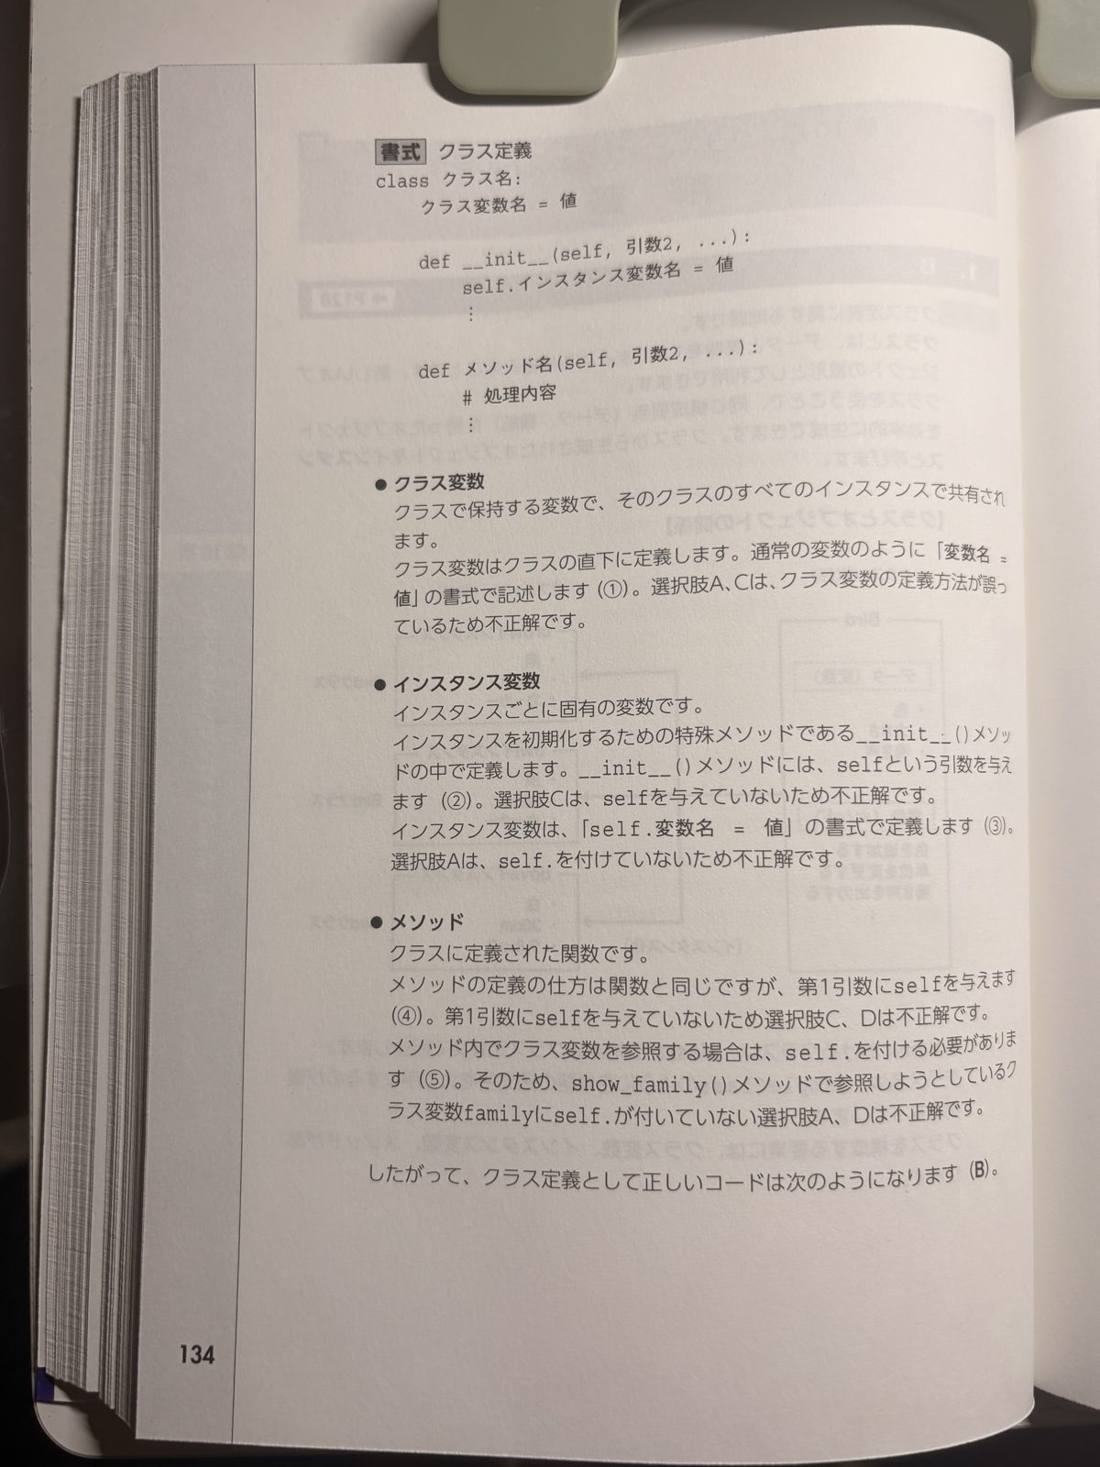 書式 クラス定義
class クラス名:
    クラス変数名 = 値
    def __init__(self, 引数2, ...):
        self.インスタンス変数名 = 値
        ⋮
    def メソッド名(self, 引数2, ...):
        # 処理内容
        ⋮
● クラス変数
クラスで保持する変数で、そのクラスのすべてのインスタンスで共有され
ます。
クラス変数はクラスの直下に定義します。通常の変数のように「変数名 =
値」の書式で記述します（①）。選択肢A、Cは、クラス変数の定義方法が誤っ
ているため不正解です。
● インスタンス変数
インスタンスごとに固有の変数です。
インスタンスを初期化するための特殊メソッドである__init__()メソッ
ドの中で定義します。__init__()メソッドには、selfという引数を与え
ます（②）。選択肢Cは、selfを与えていないため不正解です。
インスタンス変数は、「self.変数名 = 値」の書式で定義します（③）。
選択肢Aは、self.を付けていないため不正解です。
● メソッド
クラスに定義された関数です。
メソッドの定義の仕方は関数と同じですが、第1引数にselfを与えます
（④）。第1引数にselfを与えていないため選択肢C、Dは不正解です。
メソッド内でクラス変数を参照する場合は、self.を付ける必要がありま
す（⑤）。そのため、show_family()メソッドで参照しようとしているク
ラス変数familyにself.が付いていない選択肢A、Dは不正解です。
したがって、クラス定義として正しいコードは次のようになります（B）。
134